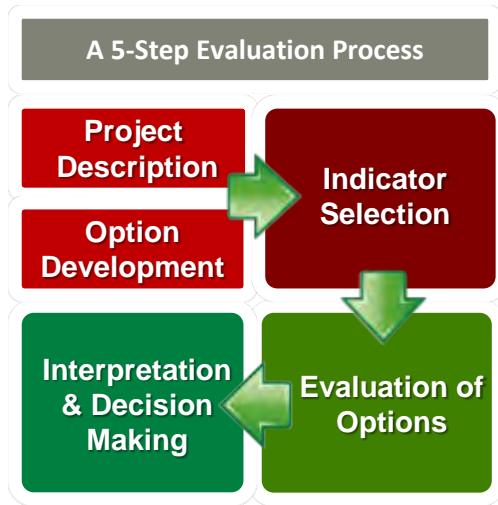 A 5-Step Evaluation Process
Project
Description
Option
Development
Indicator
Selection
Evaluation of
Options
Interpretation
& Decision
Making